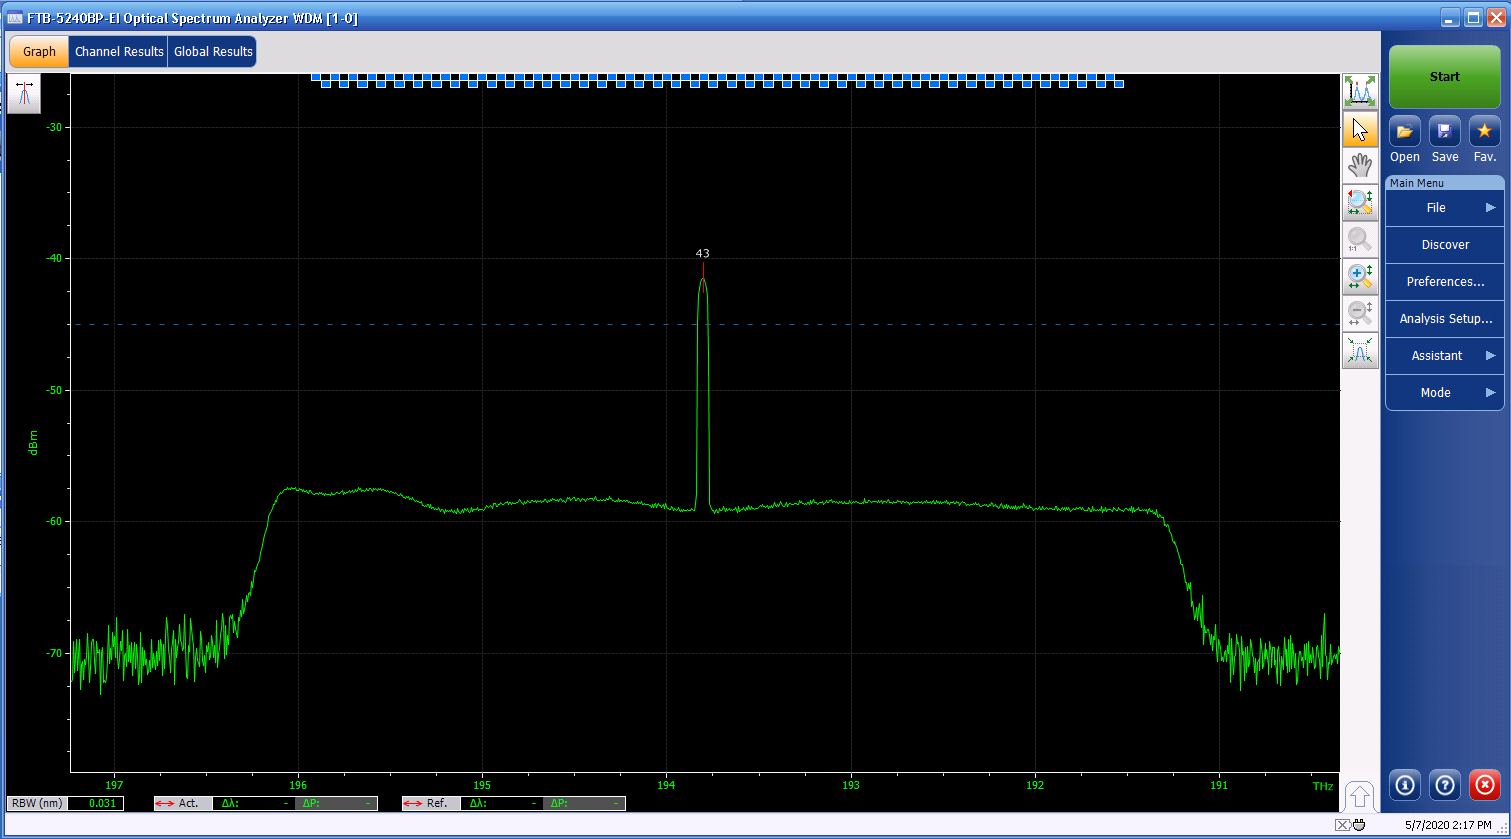 FTB-5240BP-EI Optical Spectrum Analyzer WDM [1-0]
Graph
Channel Results
Global Results
Start
Open
Save
Fav.
Main Menu
File
Discover
Preferences...
Analysis Setup...
Assistant
Mode
1:1
43
-30
-40
-50
-60
-70
dBm
197
196
195
194
193
192
191
THz
RBW (nm)
0.031
Act.
Δλ:
-
ΔP:
-
Ref.
Δλ:
-
ΔP:
-
5/7/2020 2:17 PM